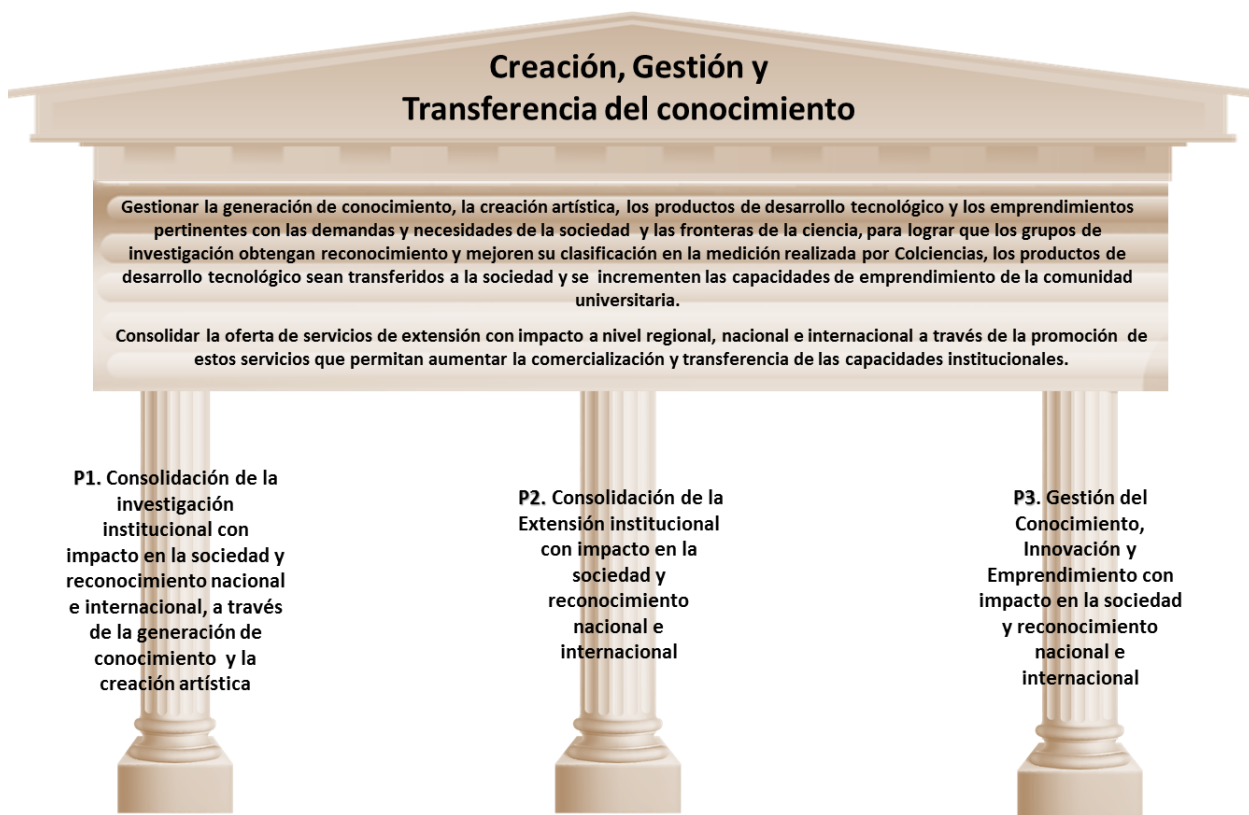 Creación, Gestión y
Transferencia del conocimiento
Gestionar la generación de conocimiento, la creación artística, los productos de desarrollo tecnológico y los emprendimientos
pertinentes con las demandas y necesidades de la sociedad y las fronteras de la ciencia, para lograr que los grupos de
investigación obtengan reconocimiento y mejoren su clasificación en la medición realizada por Colciencias, los productos de
desarrollo tecnológico sean transferidos a la sociedad y se incrementen las capacidades de emprendimiento de la comunidad
universitaria.
Consolidar la oferta de servicios de extensión con impacto a nivel regional, nacional e internacional a través de la promoción de
estos servicios que permitan aumentar la comercialización y transferencia de las capacidades institucionales.
P1. Consolidación de la
investigación
institucional con
impacto en la sociedad y
reconocimiento nacional
e internacional, a través
de la generación de
conocimiento y la
creación artística
P2. Consolidación de la
Extensión institucional
con impacto en la
sociedad y
reconocimiento
nacional e
internacional
P3. Gestión del
Conocimiento,
Innovación y
Emprendimiento con
impacto en la sociedad
y reconocimiento
nacional e
internacional